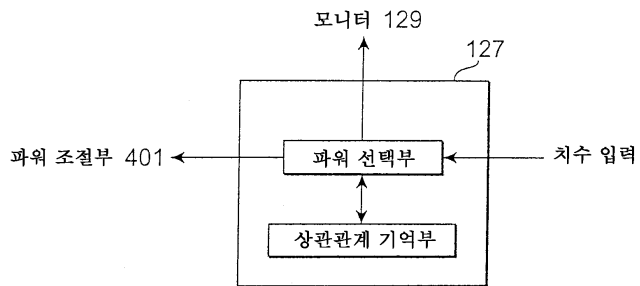 모니터 129
127
파워 조절부 401
파워 선택부
치수 입력
상관관계 기억부